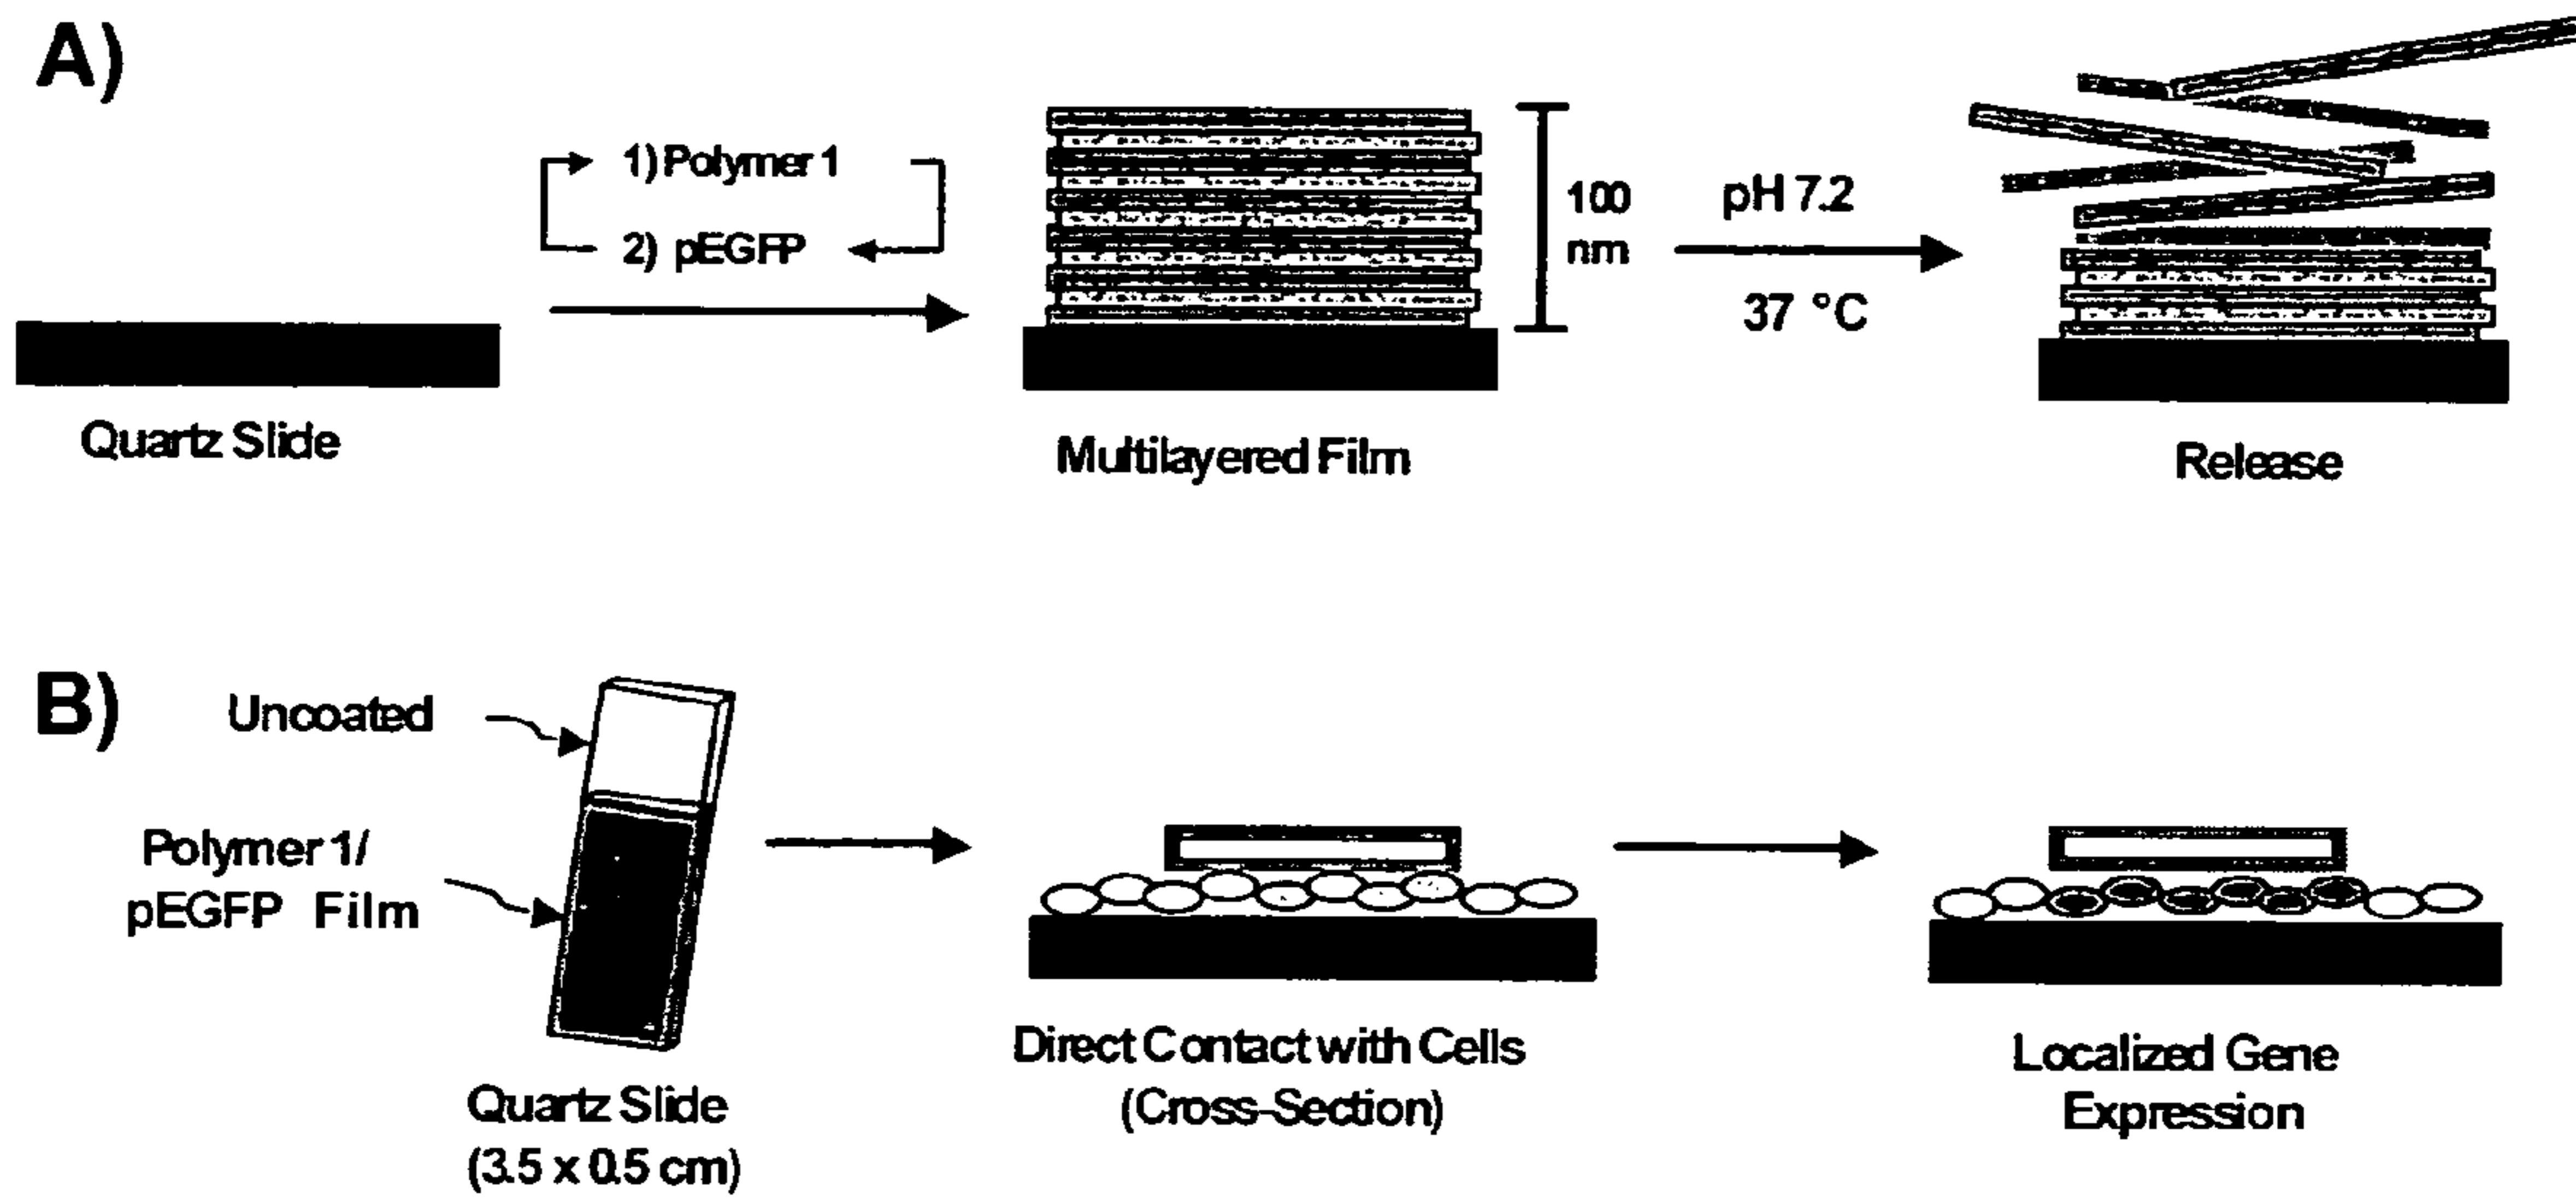 A)
1) Polymer 1
2) pEGFP
Quartz Slide
Multilayered Film
100
nm
pH 7.2
37 °C
Release
B)
Uncoated
Polymer 1/
pEGFP Film
Quartz Slide
(3.5 x 0.5 cm)
Direct Contact with Cells
(Cross-Section)
Localized Gene
Expression